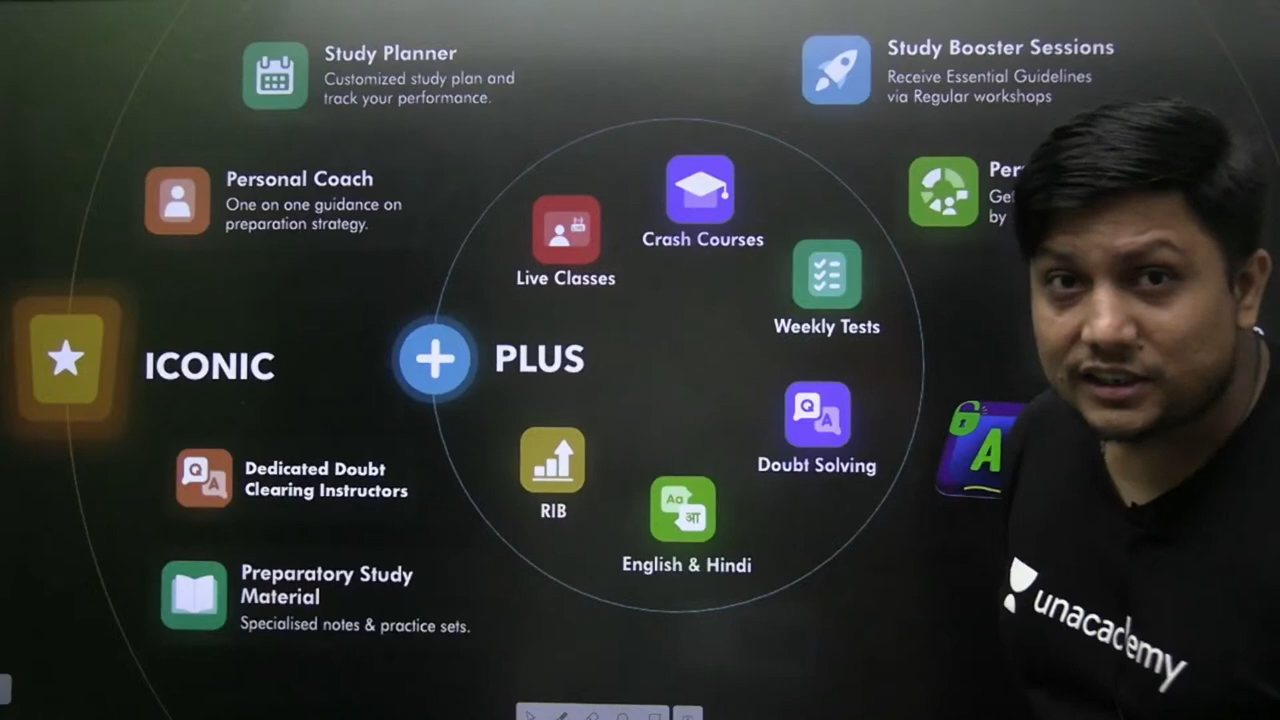 Study Planner
Customized study plan and
track your performance.
Study Booster Sessions
Receive Essential Guidelines
via Regular workshops
Personal Coach
One on one guidance on
preparation strategy.
by
Crash Courses
Live Classes
Weekly Tests
ICONIC
PLUS
Q
A
Doubt Solving
Q
A
Dedicated Doubt
Clearing Instructors
A
RIB
Aa
आ
English & Hindi
Preparatory Study
Material
Specialised notes & practice sets.
unacademy